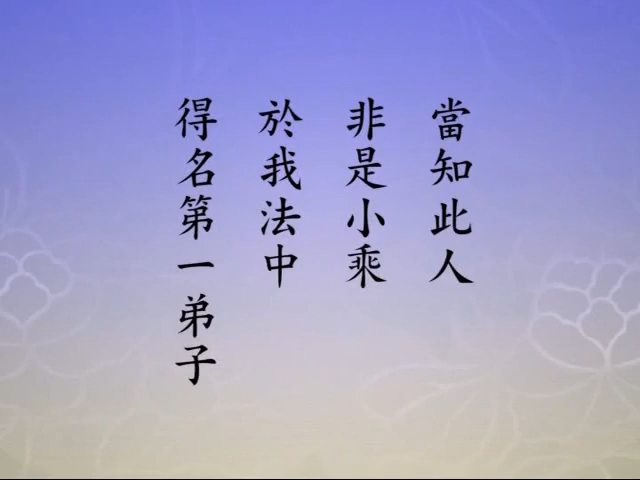 當知此人
非是小乘
於我法中
得名第一弟子